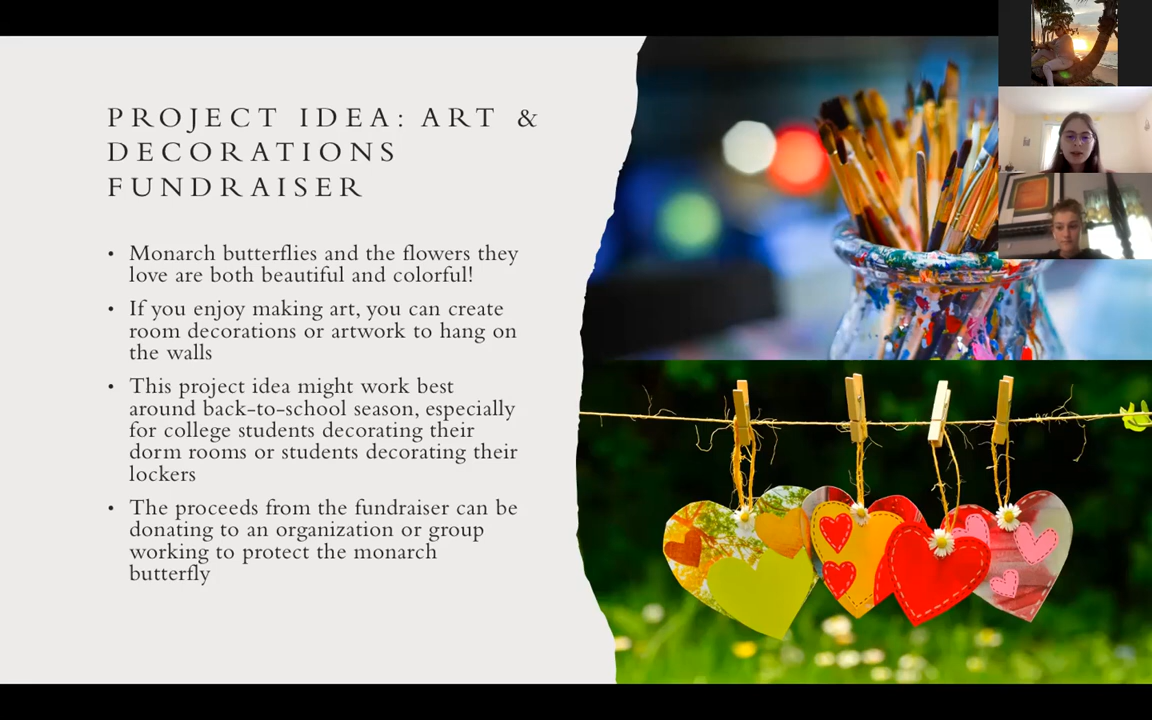 PROJECT IDEA: ART &
DECORATIONS
FUNDRAISER
• Monarch butterflies and the flowers they
love are both beautiful and colorful!
• If you enjoy making art, you can create
room decorations or artwork to hang on
the walls
• This project idea might work best
around back-to-school season, especially
for college students decorating their
dorm rooms or students decorating their
lockers
• The proceeds from the fundraiser can be
donating to an organization or group
working to protect the monarch
butterfly